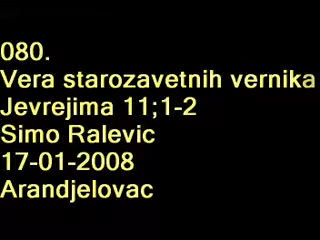 080.
Vera starozavetnih vernika
Jevrejima 11;1-2
Simo Ralevic
17-01-2008
Arandjelovac